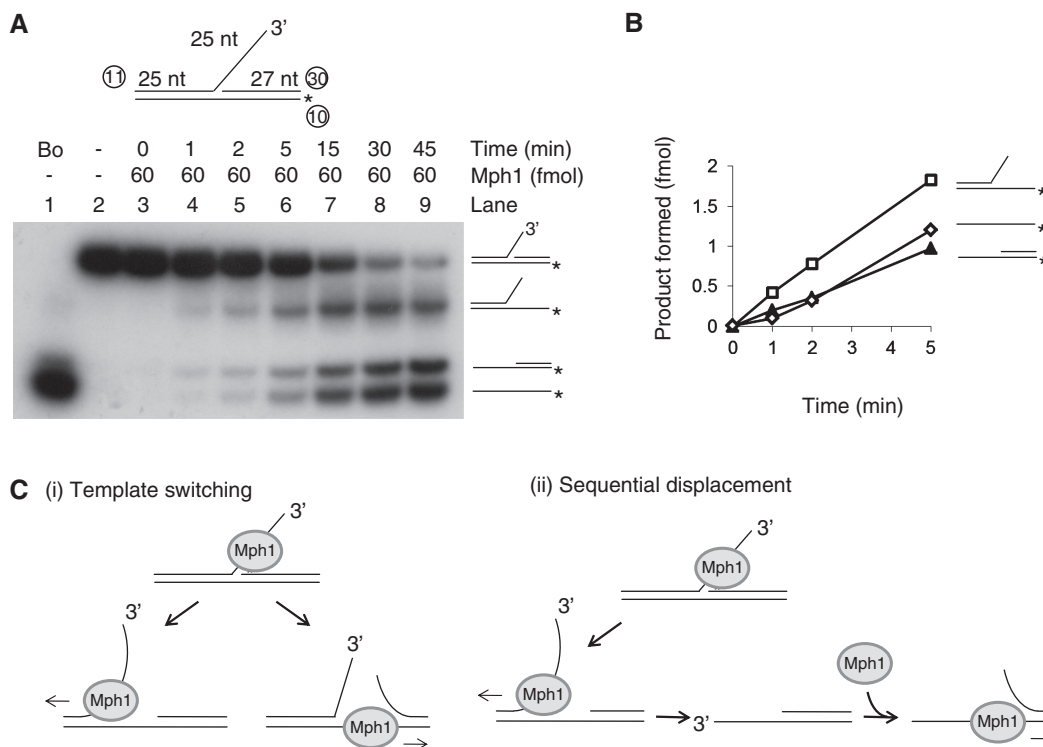 A
25 nt 3'
11 25 nt 27 nt 30
*
10
Bo - 0 1 2 5 15 30 45 Time (min)
- - 60 60 60 60 60 60 60 Mph1 (fmol)
1 2 3 4 5 6 7 8 9 Lane
3'
*
*
*
*
B
Product formed (fmol)
2
1.5
1
0.5
0
0 1 2 3 4 5
Time (min)
*
*
*
C (i) Template switching
3'
Mph1
3'
Mph1
3'
Mph1
(ii) Sequential displacement
3'
Mph1
3'
Mph1
3'
Mph1
Mph1